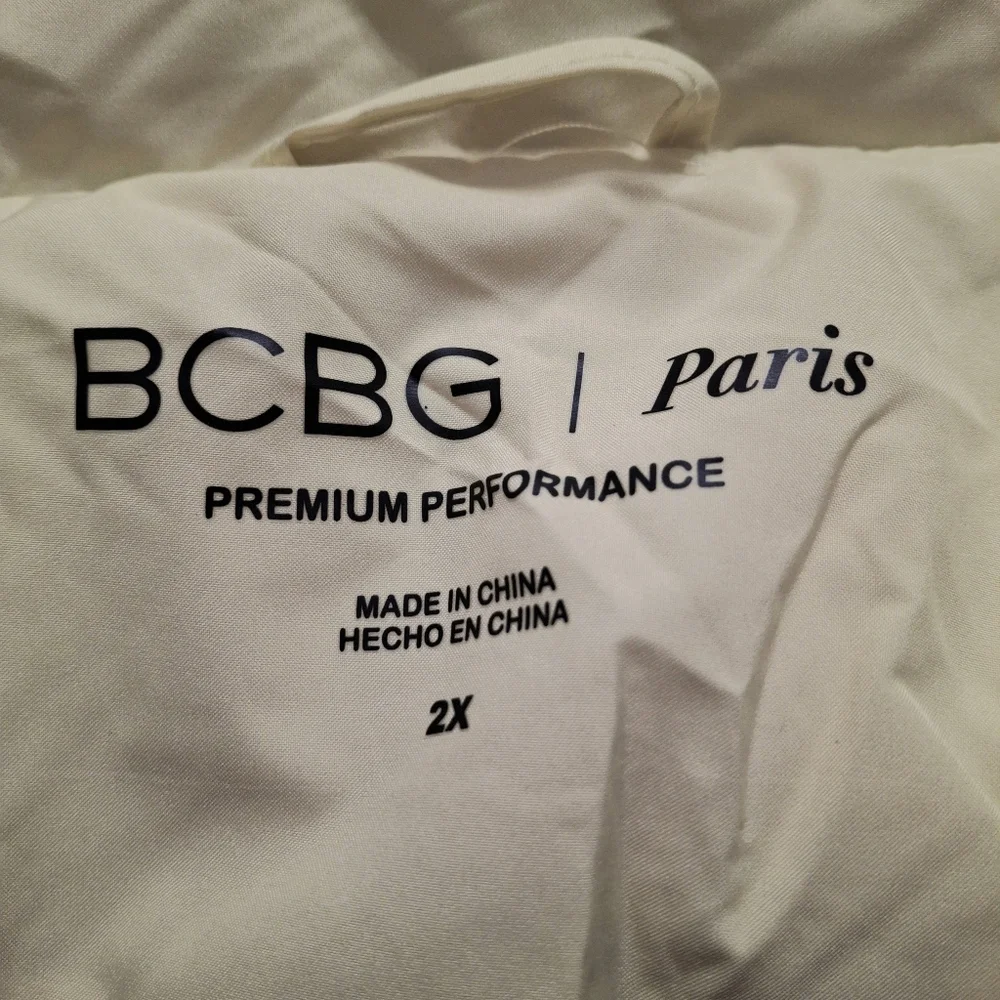 BCBG | Paris
PREMIUM PERFORMANCE
MADE IN CHINA
HECHO EN CHINA
2X